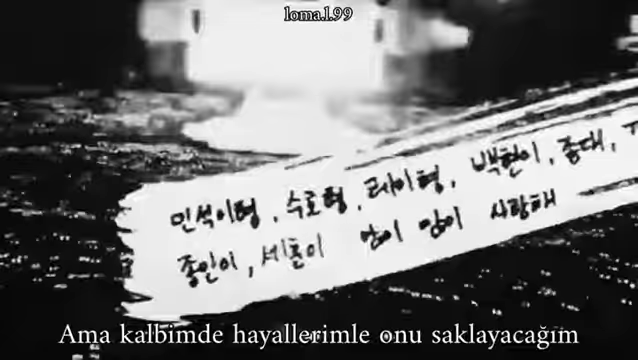 loma.l.99
민석이형, 수호형, 레이형, 백현이, 종대,
종인이, 세훈이 많이 많이 사랑해
Ama kalbimde hayallerimle onu saklayacağım